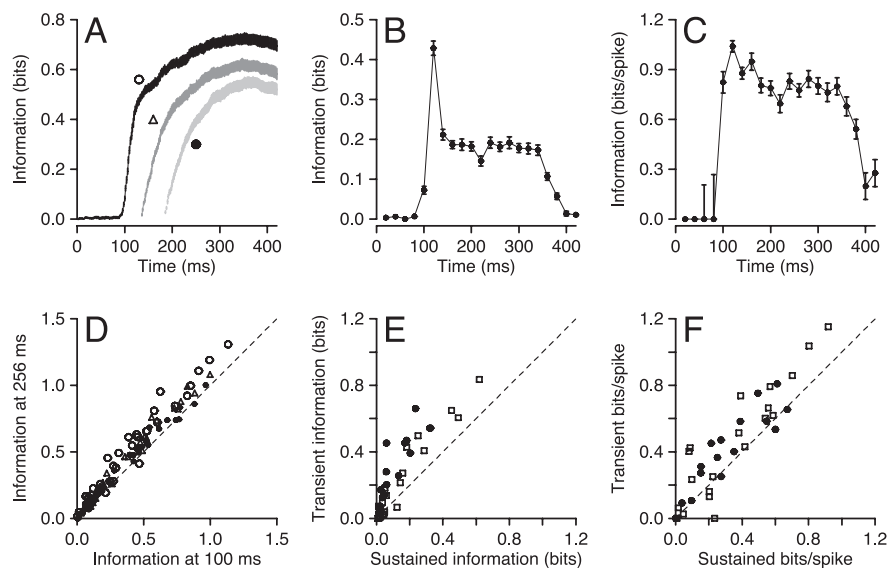 A
Information (bits)
0.8
0.6
0.4
0.2
0.0
0 100 200 300 400
Time (ms)
B
Information (bits)
0.5
0.4
0.3
0.2
0.1
0.0
0 100 200 300 400
Time (ms)
C
Information (bits/spike)
1.2
0.9
0.6
0.3
0.0
0 100 200 300 400
Time (ms)
D
Information at 256 ms
1.5
1.0
0.5
0.0
0.0 0.5 1.0 1.5
Information at 100 ms
E
Transient information (bits)
1.2
0.8
0.4
0.0
0.0 0.4 0.8 1.2
Sustained information (bits)
F
Transient bits/spike
1.2
0.8
0.4
0.0
0.0 0.4 0.8 1.2
Sustained bits/spike